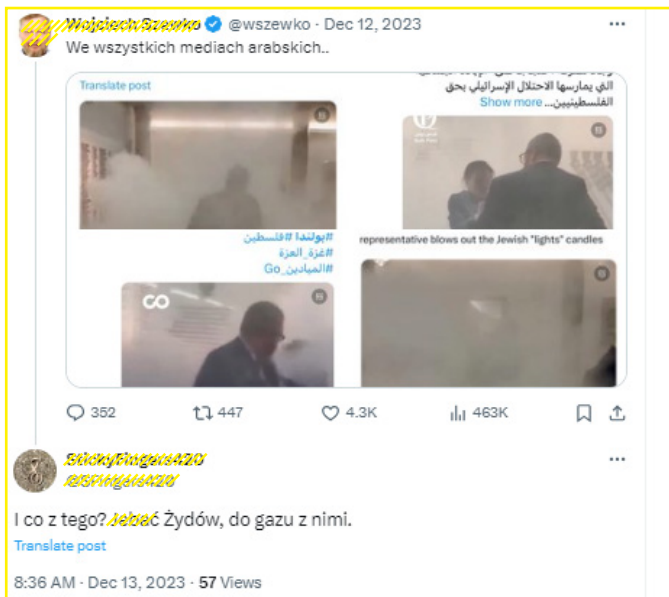 @wszewko · Dec 12, 2023
We wszystkich mediach arabskich..
Translate post
التي يمارسها الاحتلال الإسرائيلي بحق
الفلسطينيين... Show more
#بولندا #فلسطين
#غزة_العزة
#الميادين_Go
representative blows out the Jewish "lights" candles
352 447 4.3K 463K
I co z tego? Żydów, do gazu z nimi.
Translate post
8:36 AM · Dec 13, 2023 · 57 Views